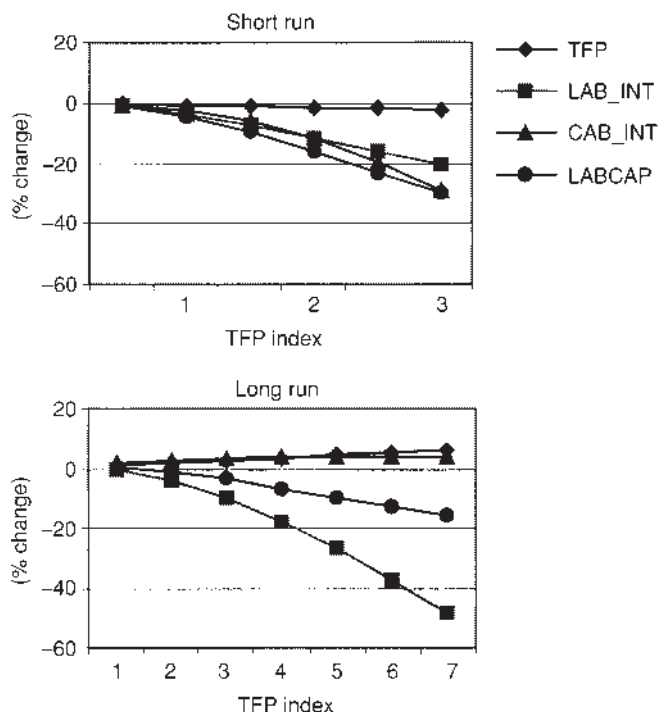 Short run
20
0
−20
−40
−60
(% change)
1 2 3
TFP index
TFP
LAB_INT
CAB_INT
LABCAP
Long run
20
0
−20
−40
−60
(% change)
1 2 3 4 5 6 7
TFP index